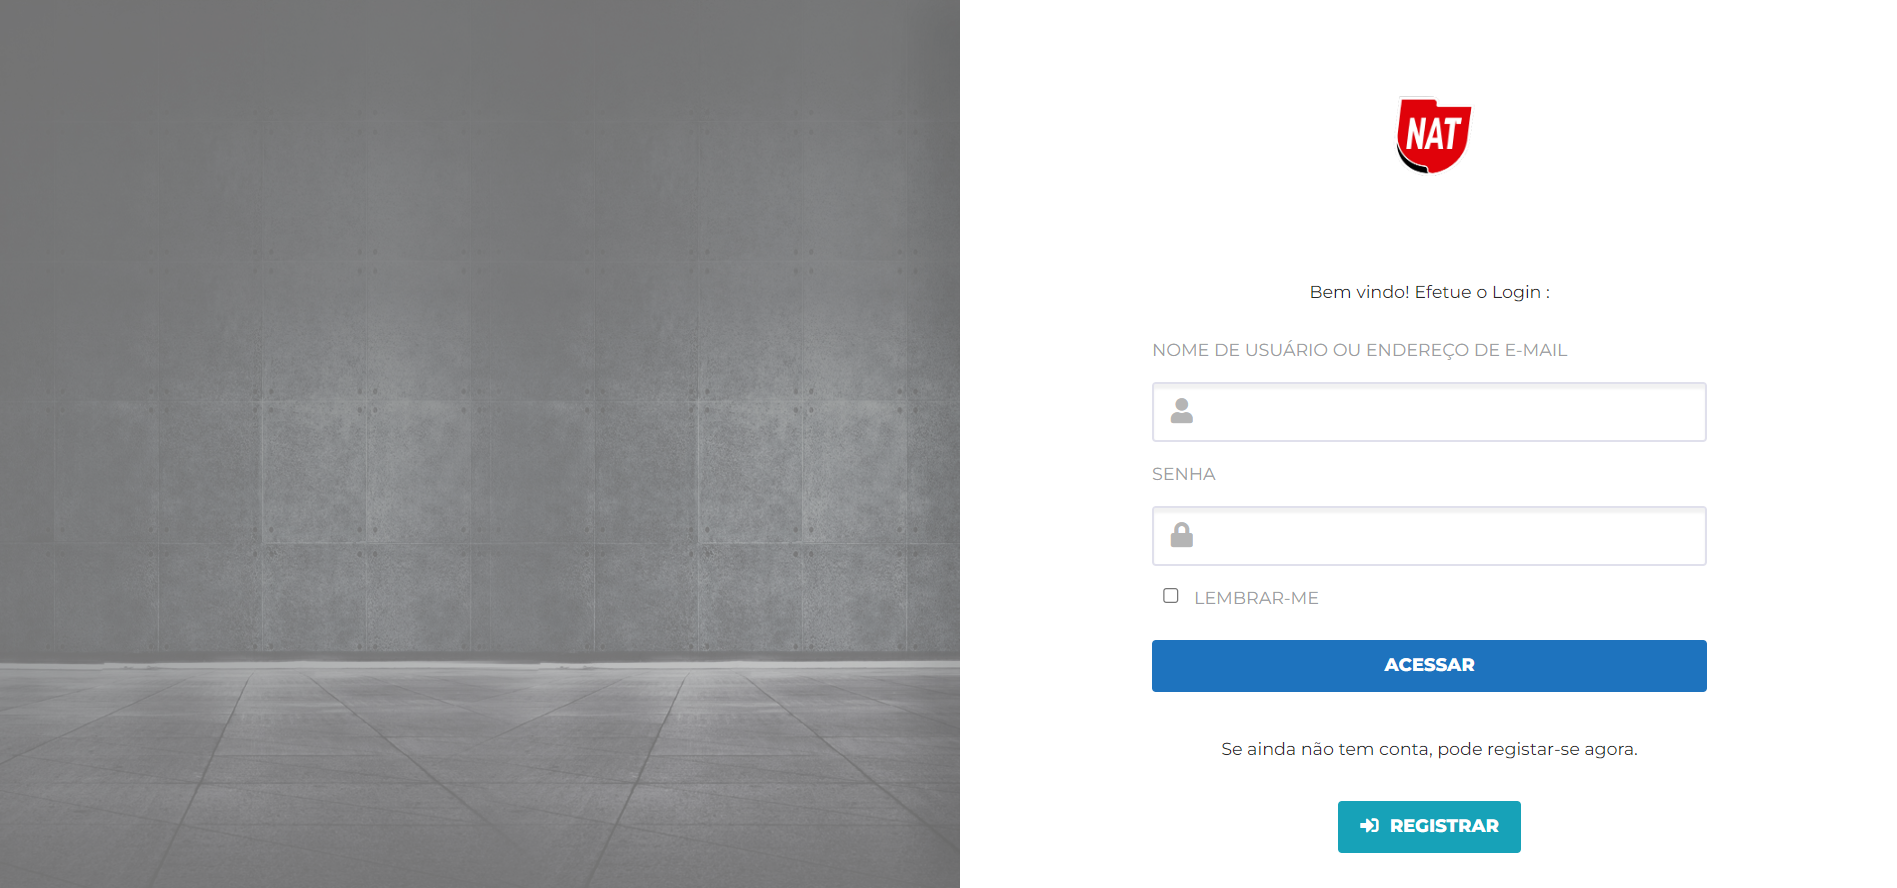 NAT
Bem vindo! Efetue o Login :
NOME DE USUÁRIO OU ENDEREÇO DE E-MAIL
SENHA
LEMBRAR-ME
ACESSAR
Se ainda não tem conta, pode registar-se agora.
REGISTRAR